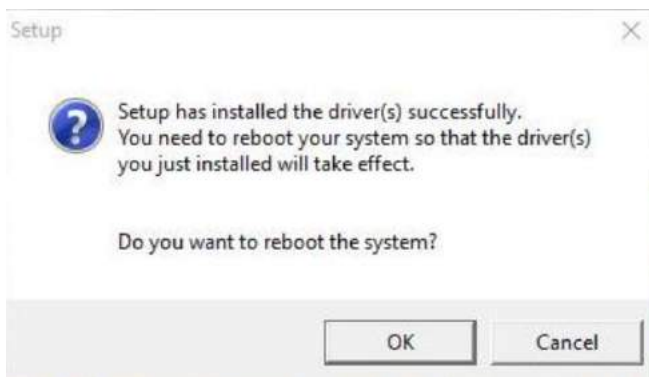 Setup
Setup has installed the driver(s) successfully.
You need to reboot your system so that the driver(s)
you just installed will take effect.
Do you want to reboot the system?
OK
Cancel